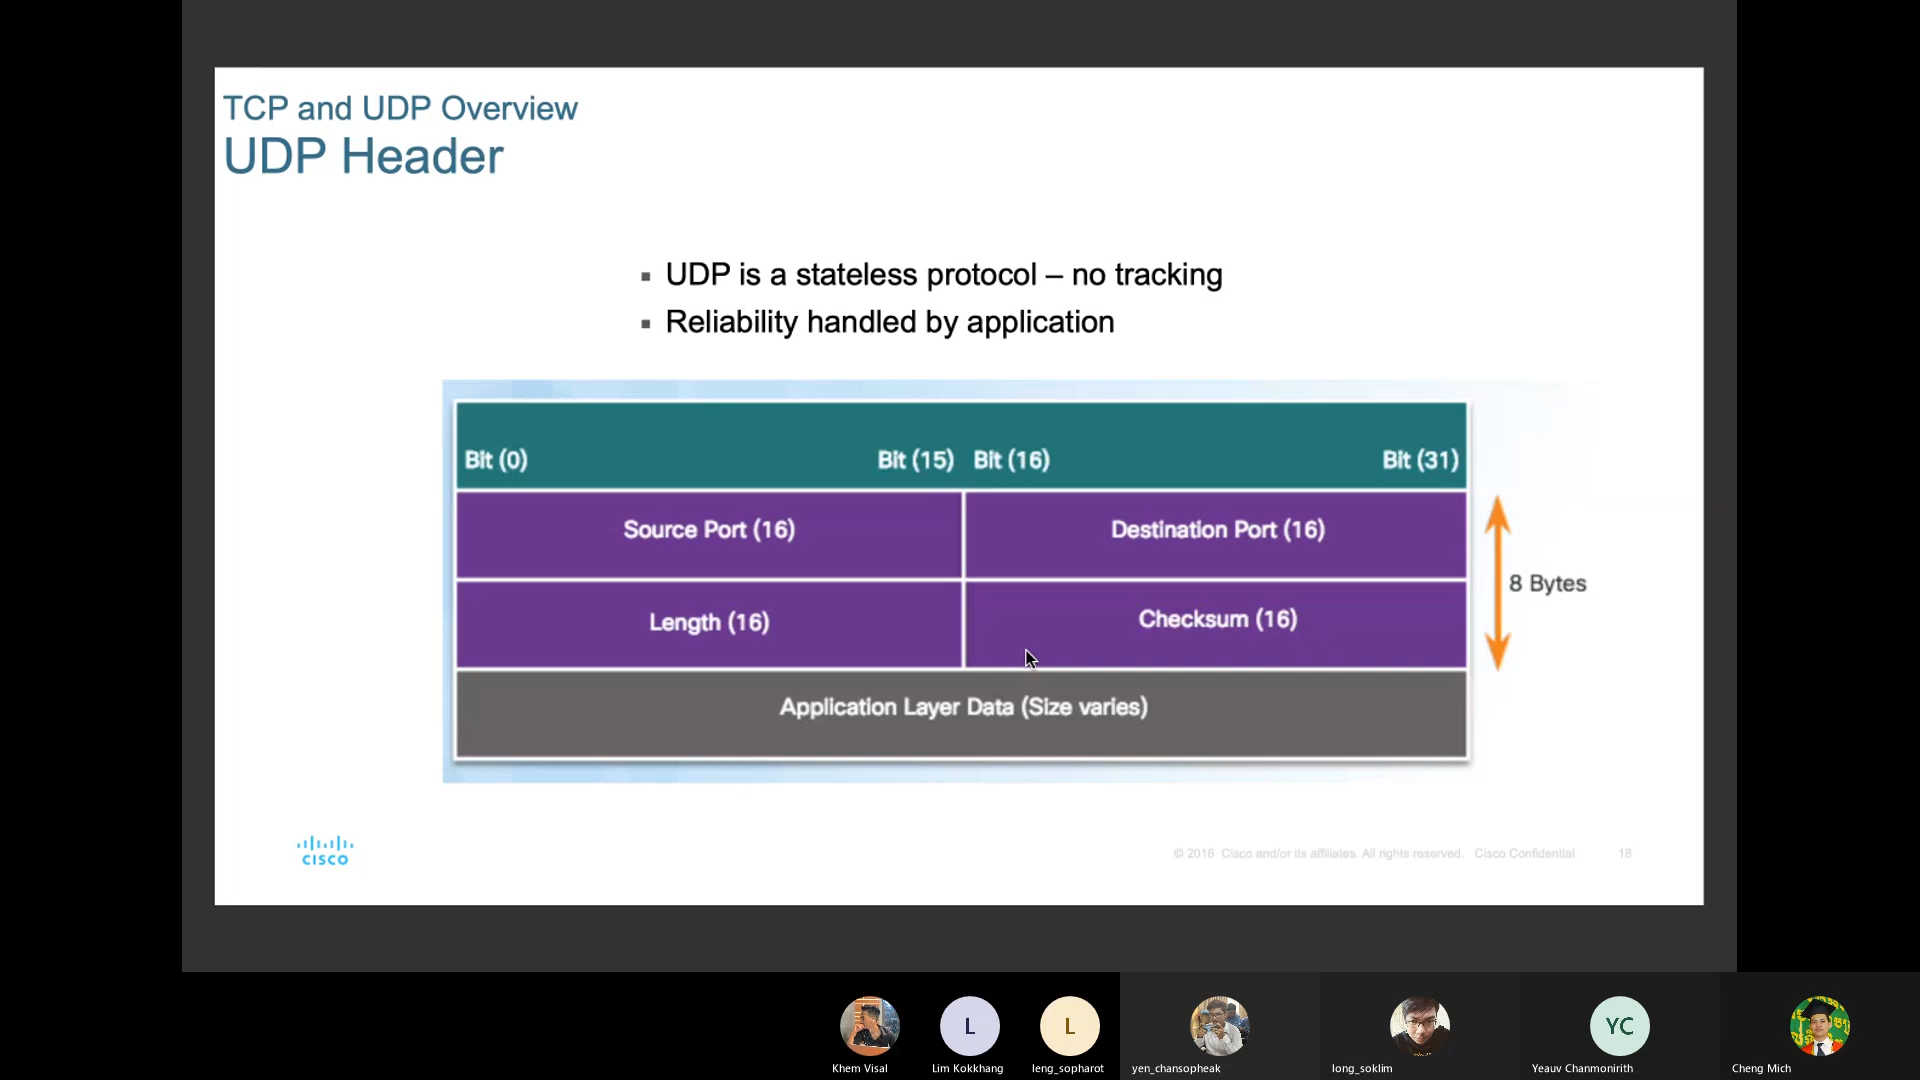 TCP and UDP Overview
UDP Header
▪ UDP is a stateless protocol – no tracking
▪ Reliability handled by application
Bit (0) Bit (15) Bit (16) Bit (31)
Source Port (16) Destination Port (16)
8 Bytes
Length (16) Checksum (16)
Application Layer Data (Size varies)
CISCO
© 2016 Cisco and/or its affiliates. All rights reserved. Cisco Confidential 18
L L YC
Khem Visal Lim Kokkhang leng_sopharot yen_chansopheak long_soklim Yeauv Chanmonirith Cheng Mich